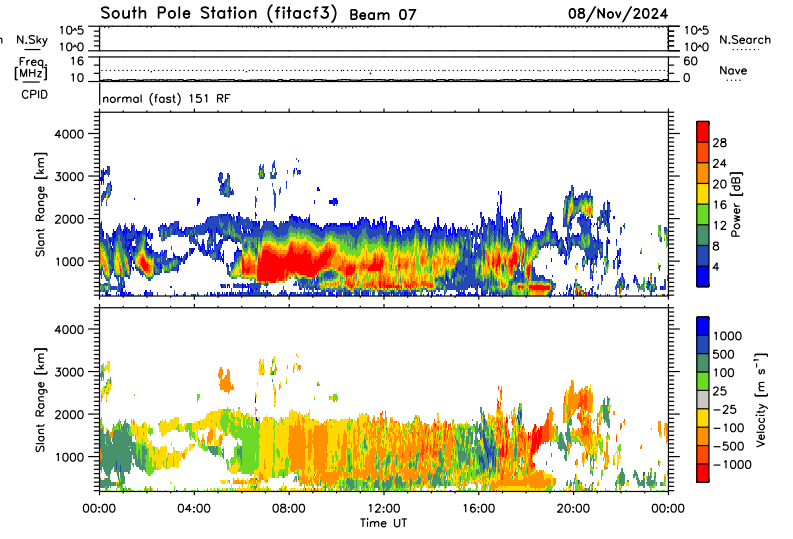 South Pole Station (fitacf3) Beam 07 08/Nov/2024
N.Sky 10^5 10^5 N.Search
10^0 10^0
Freq. 16 60 Nave
[MHz] 10 0
CPID
normal (fast) 151 RF
Slant Range [km]
4000
3000
2000
1000
28
24
20
16
12
8
4
Power [dB]
Slant Range [km]
4000
3000
2000
1000
1000
500
100
25
-25
-100
-500
-1000
Velocity [m s⁻¹]
00:00 04:00 08:00 12:00 16:00 20:00 00:00
Time UT